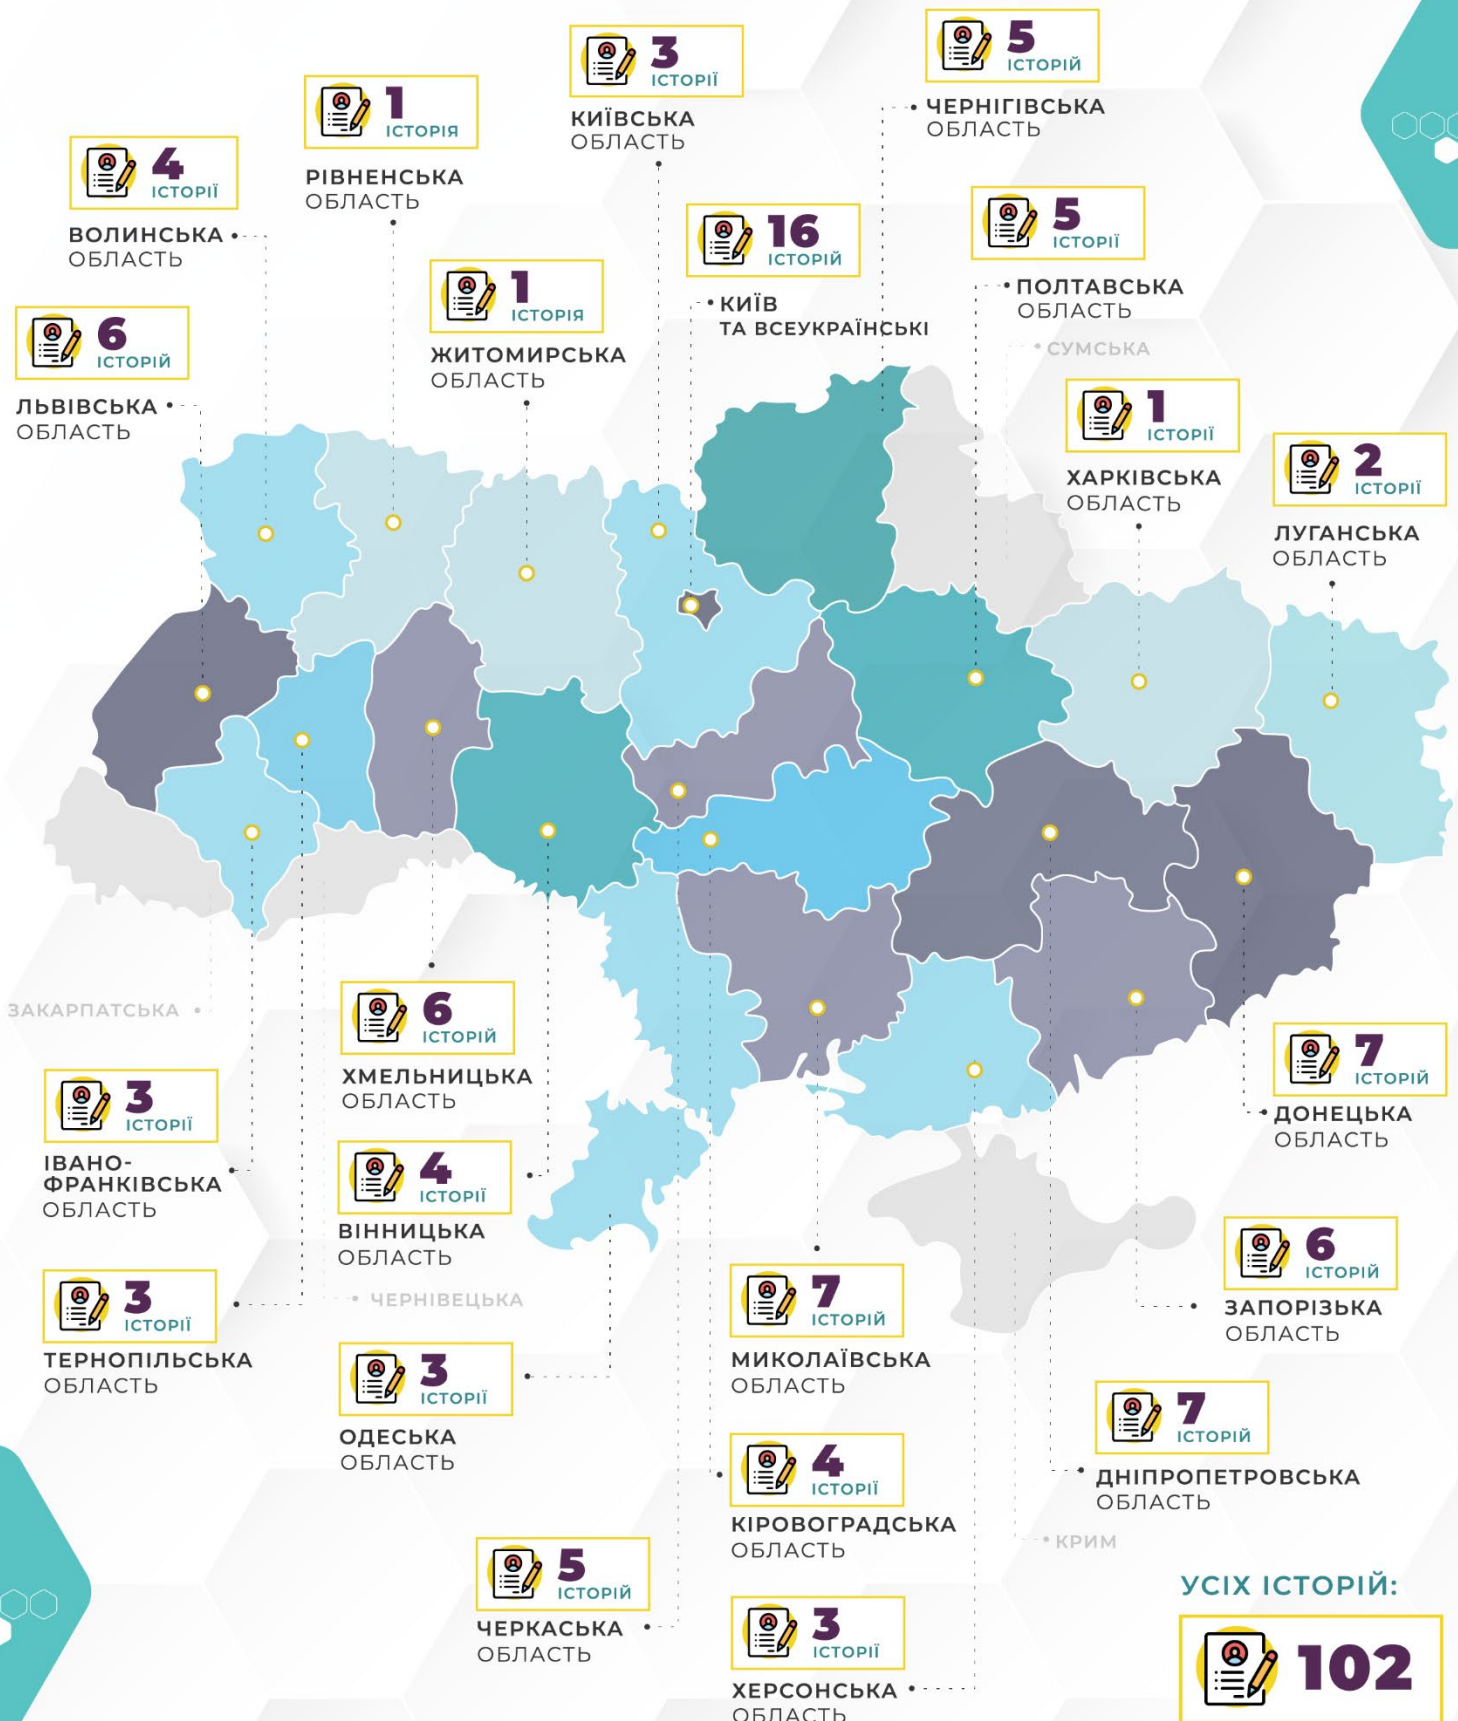 3
ІСТОРІЇ
КИЇВСЬКА
ОБЛАСТЬ
5
ІСТОРІЙ
ЧЕРНІГІВСЬКА
ОБЛАСТЬ
1
ІСТОРІЯ
РІВНЕНСЬКА
ОБЛАСТЬ
4
ІСТОРІЇ
ВОЛИНСЬКА
ОБЛАСТЬ
16
ІСТОРІЙ
КИЇВ
ТА ВСЕУКРАЇНСЬКІ
5
ІСТОРІЇ
ПОЛТАВСЬКА
ОБЛАСТЬ
СУМСЬКА
1
ІСТОРІЯ
ЖИТОМИРСЬКА
ОБЛАСТЬ
6
ІСТОРІЙ
ЛЬВІВСЬКА
ОБЛАСТЬ
1
ІСТОРІЇ
ХАРКІВСЬКА
ОБЛАСТЬ
2
ІСТОРІЇ
ЛУГАНСЬКА
ОБЛАСТЬ
ЗАКАРПАТСЬКА
6
ІСТОРІЙ
ХМЕЛЬНИЦЬКА
ОБЛАСТЬ
7
ІСТОРІЙ
ДОНЕЦЬКА
ОБЛАСТЬ
3
ІСТОРІЇ
ІВАНО-
ФРАНКІВСЬКА
ОБЛАСТЬ
4
ІСТОРІЇ
ВІННИЦЬКА
ОБЛАСТЬ
6
ІСТОРІЙ
ЗАПОРІЗЬКА
ОБЛАСТЬ
3
ІСТОРІЇ
ТЕРНОПІЛЬСЬКА
ОБЛАСТЬ
ЧЕРНІВЕЦЬКА
7
ІСТОРІЙ
МИКОЛАЇВСЬКА
ОБЛАСТЬ
3
ІСТОРІЇ
ОДЕСЬКА
ОБЛАСТЬ
7
ІСТОРІЙ
ДНІПРОПЕТРОВСЬКА
ОБЛАСТЬ
4
ІСТОРІЇ
КІРОВОГРАДСЬКА
ОБЛАСТЬ
КРИМ
5
ІСТОРІЙ
ЧЕРКАСЬКА
ОБЛАСТЬ
3
ІСТОРІЇ
ХЕРСОНСЬКА
ОБЛАСТЬ
УСІХ ІСТОРІЙ:
102